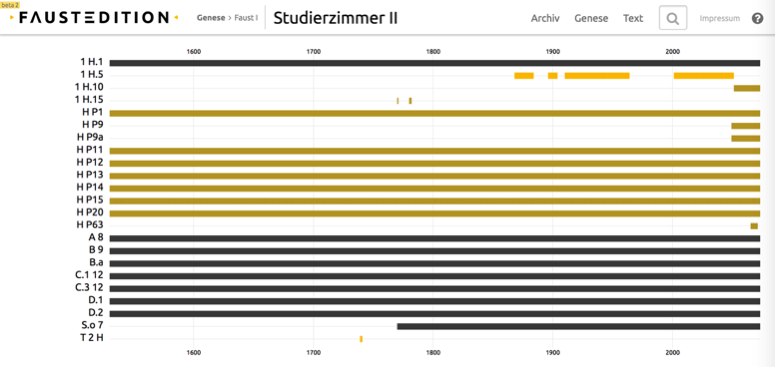 beta 2
FAUSTEDITION
Genese > Faust I
Studierzimmer II
Archiv Genese Text Impressum ?
1600 1700 1800 1900 2000
1 H.1
1 H.5
1 H.10
1 H.15
H P1
H P9
H P9a
H P11
H P12
H P13
H P14
H P15
H P20
H P63
A 8
B 9
B.a
C.1 12
C.3 12
D.1
D.2
S.o 7
T 2 H
1600 1700 1800 1900 2000